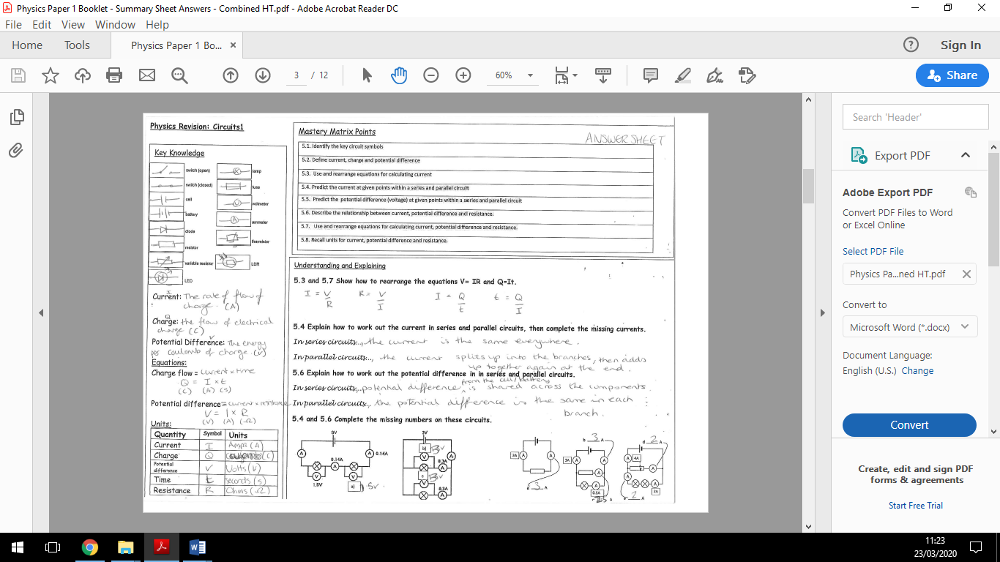 Physics Paper 1 Booklet - Summary Sheet Answers - Combined HT.pdf - Adobe Acrobat Reader DC
File Edit View Window Help
Home Tools Physics Paper 1 Bo... × Sign In
3 / 12 60% Share
Physics Revision: Circuits1
Key Knowledge
switch (open) lamp
switch (closed) fuse
cell voltmeter
battery ammeter
diode thermistor
resistor
variable resistor LDR
LED
Current: The rate of flow of
charge. (A)
Charge: the flow of electrical
charge (C)
Potential Difference: The energy
per coulomb of charge (V)
Equations:
Charge flow = current × time
Q = I × t
(C) (A) (s)
Potential difference = current × resistance
V = I × R
(V) (A) (Ω)
Units:
Quantity Symbol Units
Current I Amps (A)
Charge Q (C)
Potential difference V Volts (V)
Time t seconds (s)
Resistance R Ohms (Ω)
Mastery Matrix Points
ANSWER SHEET
5.1. Identify the key circuit symbols
5.2. Define current, charge and potential difference
5.3. Use and rearrange equations for calculating current
5.4. Predict the current at given points within a series and parallel circuit
5.5. Predict the potential difference (voltage) at given points within a series and parallel circuit
5.6. Describe the relationship between current, potential difference and resistance.
5.7. Use and rearrange equations for calculating current, potential difference and resistance.
5.8. Recall units for current, potential difference and resistance.
Understanding and Explaining
5.3 and 5.7 Show how to rearrange the equations V= IR and Q=It.
I = V/R R = V/I I = Q/t t = Q/I
5.4 Explain how to work out the current in series and parallel circuits, then complete the missing currents.
In series circuits..., the current is the same everywhere.
In parallel circuits..., the current splits up into the branches, then adds
up together again at the end.
5.6 Explain how to work out the potential difference in in series and parallel circuits.
from the cell/battery
In series circuits... potential difference is shared across the components
In parallel circuits... the potential difference is the same in each
branch.
5.4 and 5.6 Complete the missing numbers on these circuits.
0.14A 0.14A 1.5V a)
3V b) 3v 0.3A c 3v 0.3A
3 A
b 3 A 3A 0.5A
d 2 A 4A 2A 2 A
Search 'Header'
Export PDF
Adobe Export PDF
Convert PDF Files to Word
or Excel Online
Select PDF File
Physics Pa...ned HT.pdf
Convert to
Microsoft Word (*.docx)
Document Language:
English (U.S.) Change
Convert
Create, edit and sign PDF
forms & agreements
Start Free Trial
11:23
23/03/2020